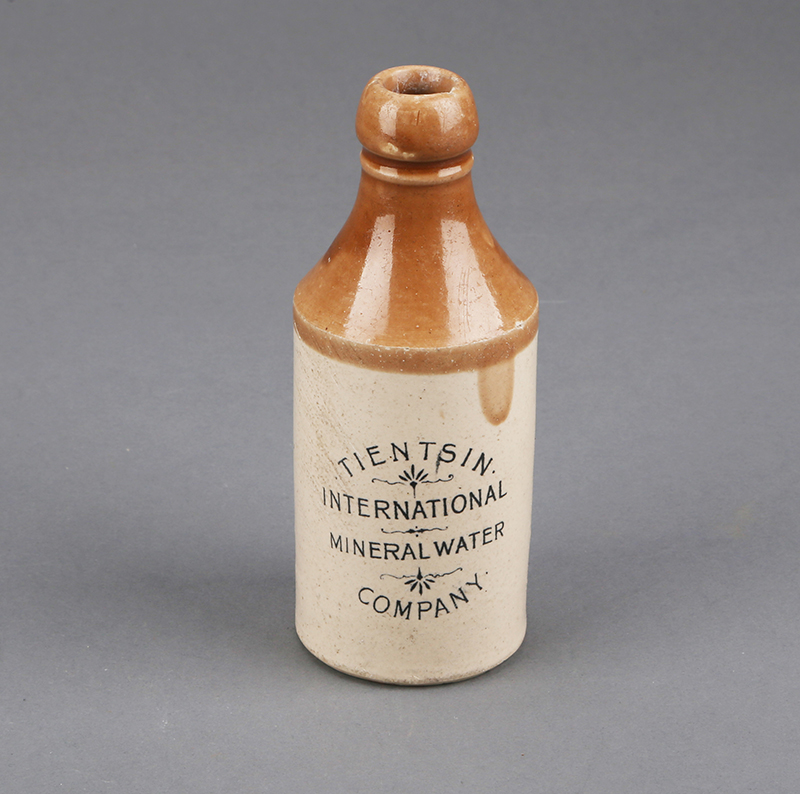 TIENTSIN.
INTERNATIONAL
MINERAL WATER
COMPANY.